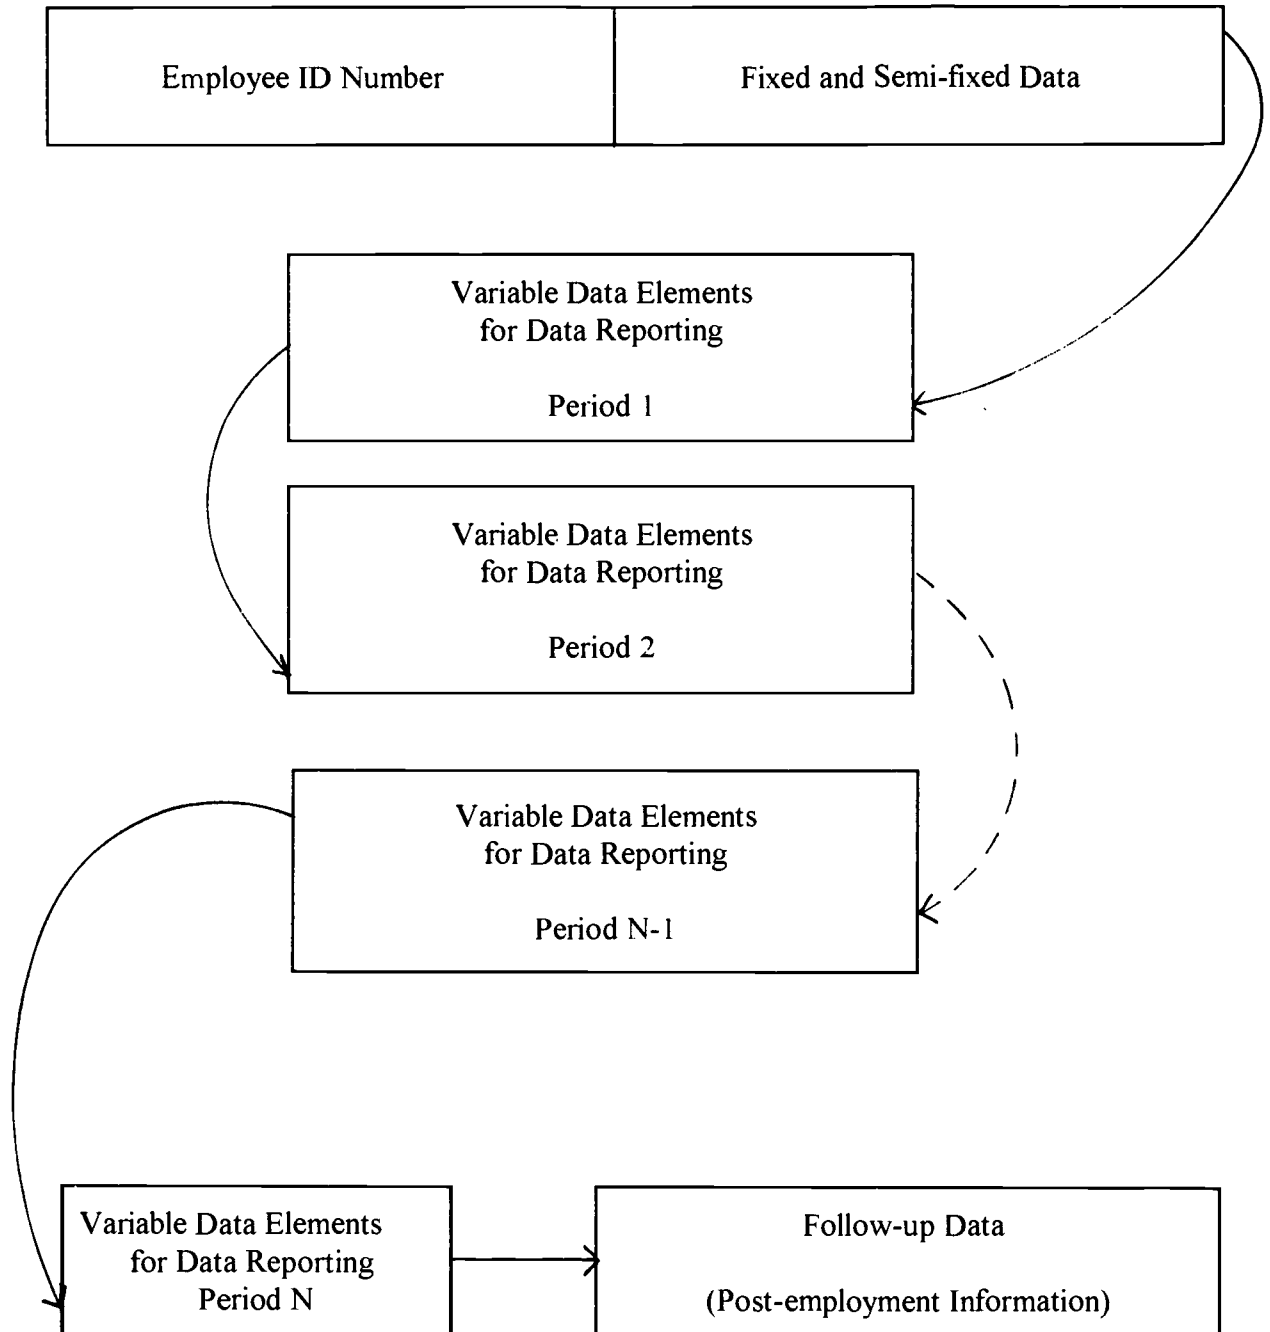 Employee ID Number
Fixed and Semi-fixed Data
Variable Data Elements
for Data Reporting
Period 1
Variable Data Elements
for Data Reporting
Period 2
Variable Data Elements
for Data Reporting
Period N-1
Variable Data Elements
for Data Reporting
Period N
Follow-up Data
(Post-employment Information)